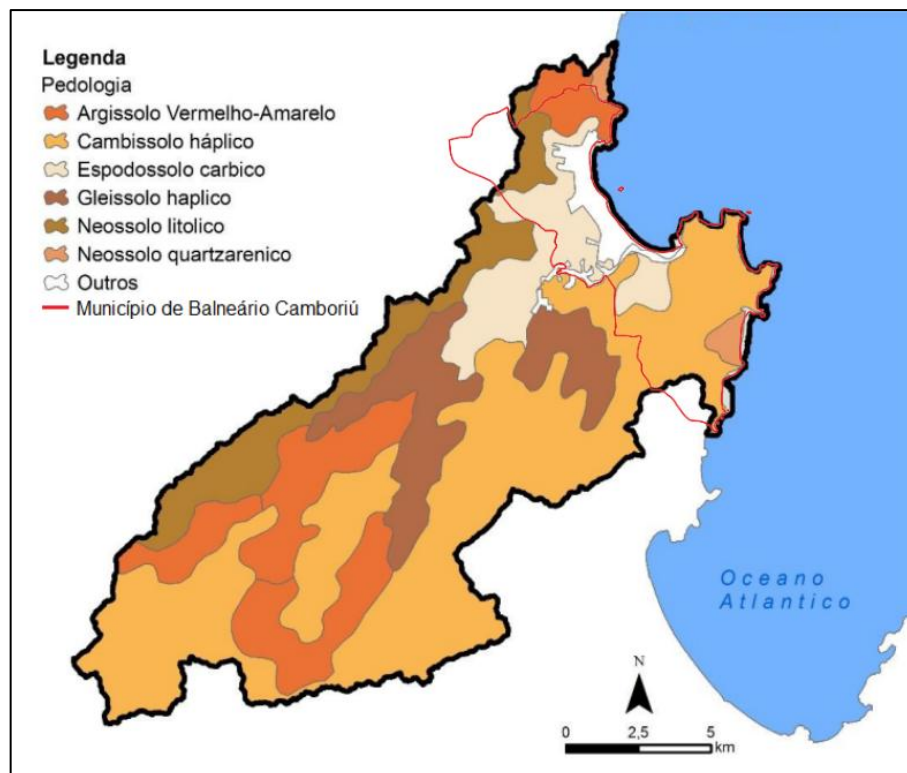 Legenda
Pedologia
Argissolo Vermelho-Amarelo
Cambissolo háplico
Espodossolo carbico
Gleissolo haplico
Neossolo litolico
Neossolo quartzarenico
Outros
Município de Balneário Camboriú
Oceano
Atlantico
N
0 2,5 5
km